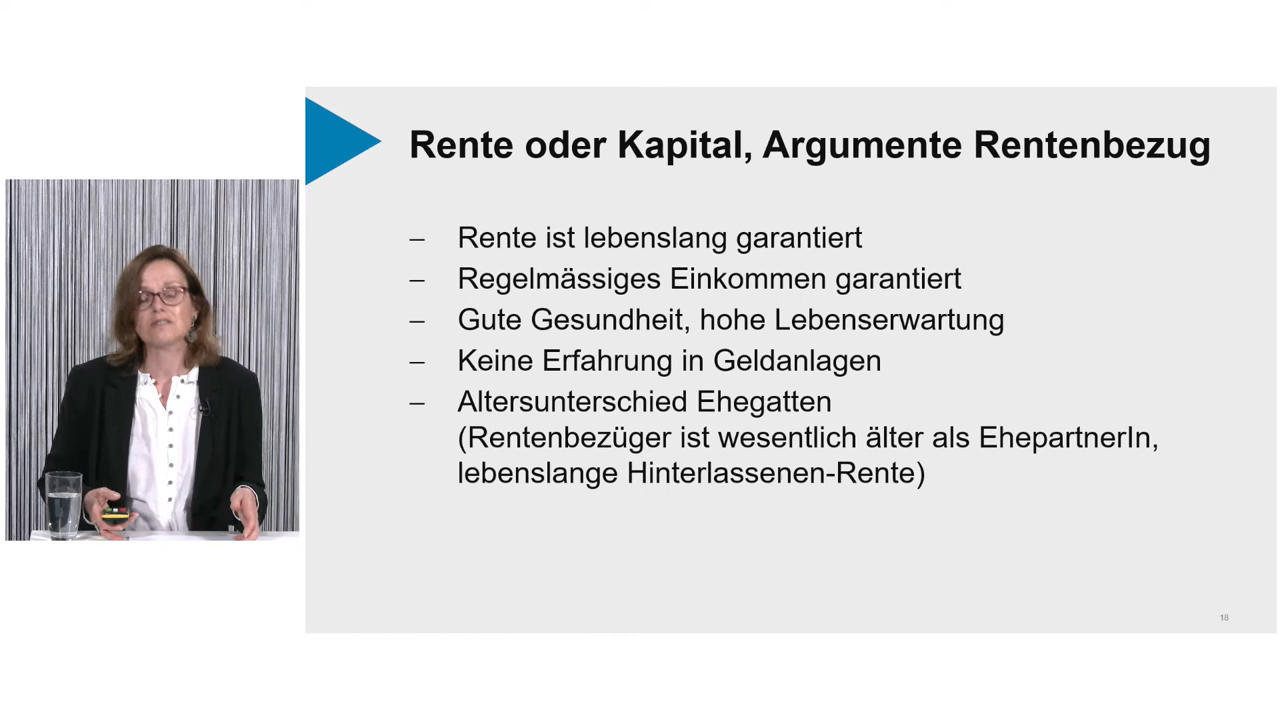 Rente oder Kapital, Argumente Rentenbezug
– Rente ist lebenslang garantiert
– Regelmässiges Einkommen garantiert
– Gute Gesundheit, hohe Lebenserwartung
– Keine Erfahrung in Geldanlagen
– Altersunterschied Ehegatten
(Rentenbezüger ist wesentlich älter als EhepartnerIn,
lebenslange Hinterlassenen-Rente)
18